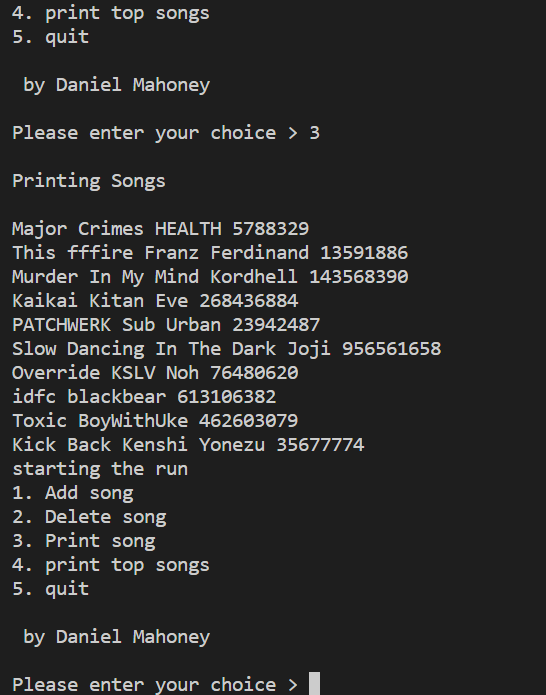 4. print top songs
5. quit
by Daniel Mahoney
Please enter your choice > 3
Printing Songs
Major Crimes HEALTH 5788329
This fffire Franz Ferdinand 13591886
Murder In My Mind Kordhell 143568390
Kaikai Kitan Eve 268436884
PATCHWERK Sub Urban 23942487
Slow Dancing In The Dark Joji 956561658
Override KSLV Noh 76480620
idfc blackbear 613106382
Toxic BoyWithUke 462603079
Kick Back Kenshi Yonezu 35677774
starting the run
1. Add song
2. Delete song
3. Print song
4. print top songs
5. quit
by Daniel Mahoney
Please enter your choice >